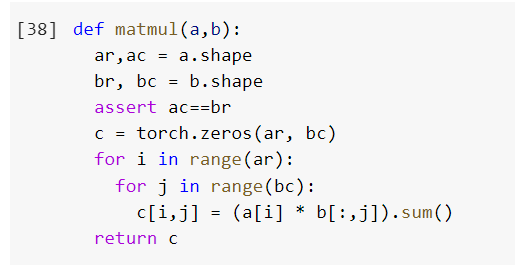 [38] def matmul(a,b):
ar,ac = a.shape
br, bc = b.shape
assert ac==br
c = torch.zeros(ar, bc)
for i in range(ar):
for j in range(bc):
c[i,j] = (a[i] * b[:,j]).sum()
return c